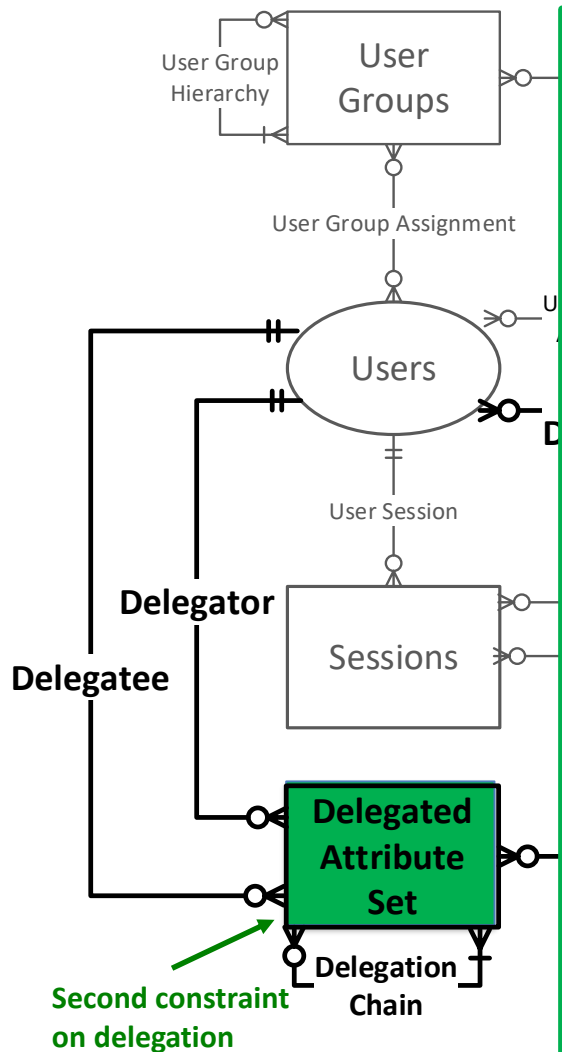 User
Groups
User Group
Hierarchy
User Group Assignment
U
Users
D
User Session
Delegator
Sessions
Delegatee
Delegated
Attribute
Set
Delegation
Chain
Second constraint
on delegation